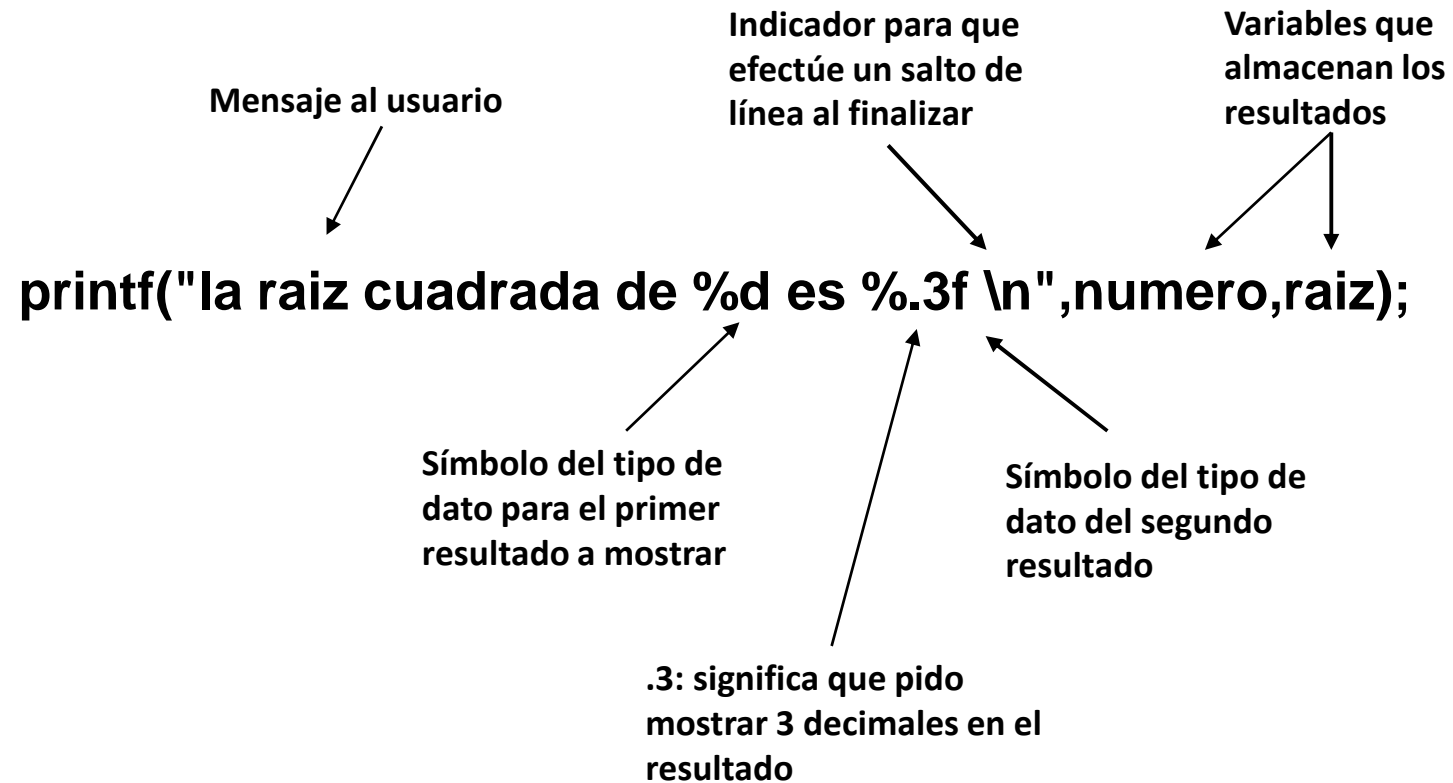 Mensaje al usuario
Indicador para que
efectúe un salto de
línea al finalizar
Variables que
almacenan los
resultados
printf("la raiz cuadrada de %d es %.3f \n",numero,raiz);
Símbolo del tipo de
dato para el primer
resultado a mostrar
Símbolo del tipo de
dato del segundo
resultado
.3: significa que pido
mostrar 3 decimales en el
resultado